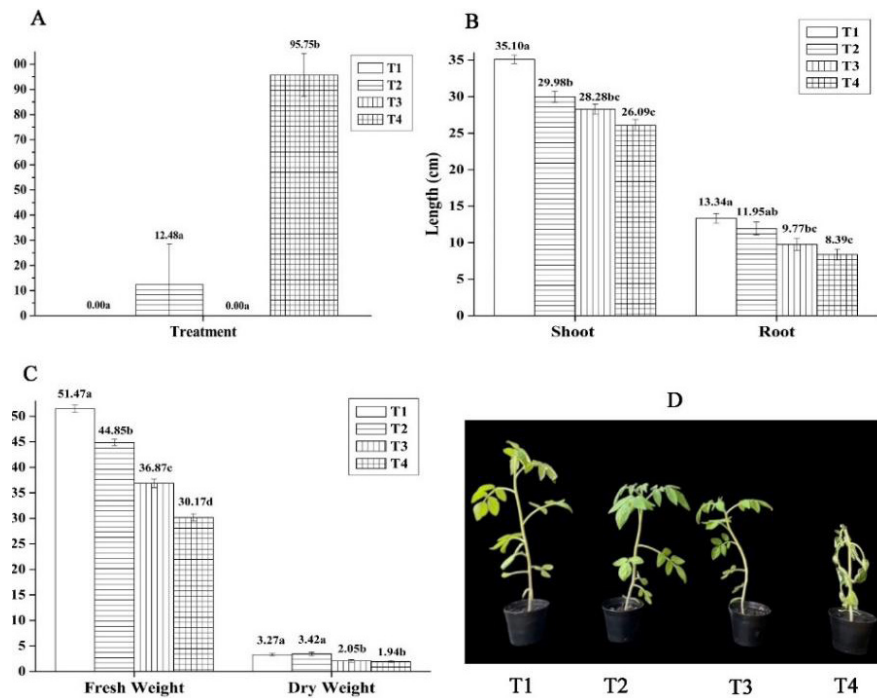 A
95.75b
T1
T2
T3
T4
00
90
80
70
60
50
40
30
20
10
0
0.00a
12.48a
0.00a
Treatment
B
35.10a
29.98b
28.28bc
26.09c
13.34a
11.95ab
9.77bc
8.39c
T1
T2
T3
T4
35
30
25
20
15
10
5
0
Length (cm)
Shoot
Root
C
51.47a
44.85b
36.87c
30.17d
3.27a
3.42a
2.05b
1.94b
T1
T2
T3
T4
50
45
40
35
30
25
20
15
10
5
0
Fresh Weight
Dry Weight
D
T1
T2
T3
T4